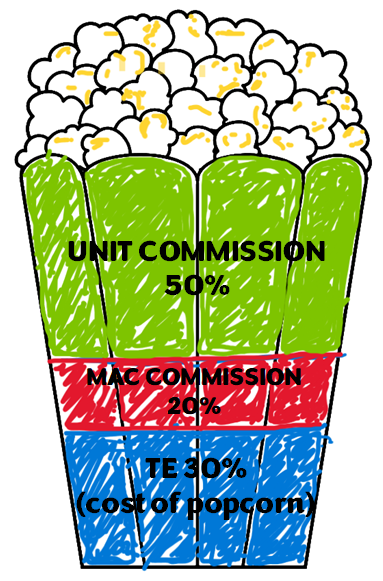 UNIT COMMISSION
50%
MAC COMMISSION
20%
TE 30%
(cost of popcorn)